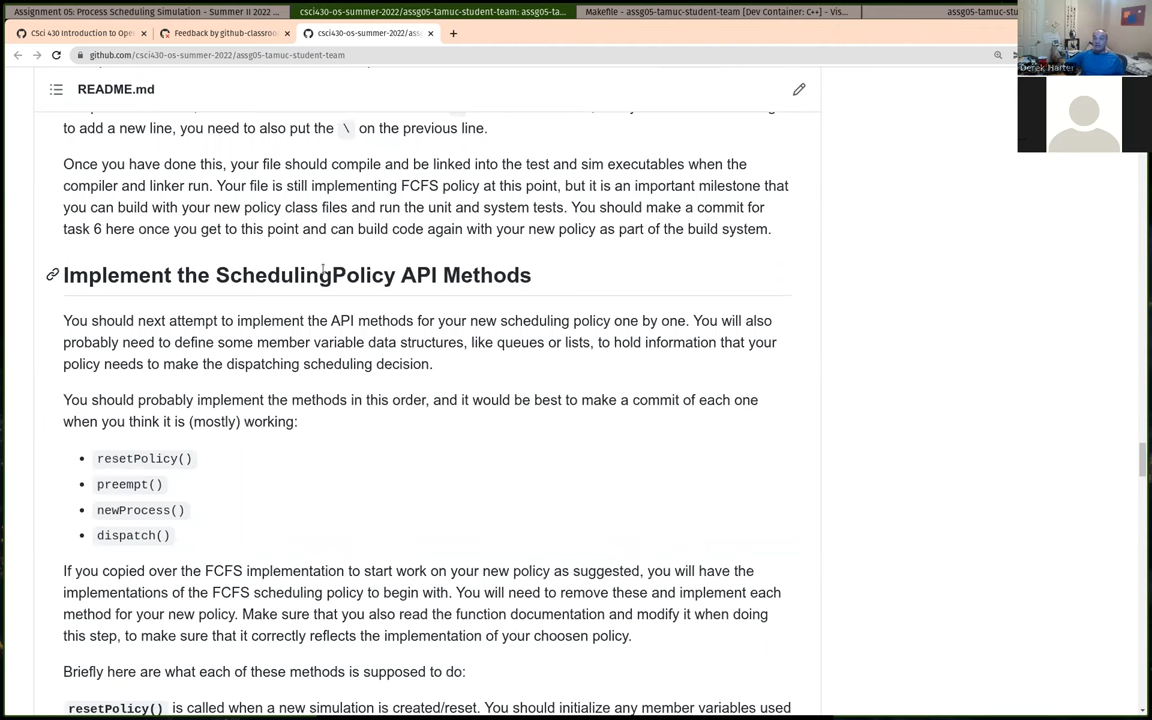 Assignment 05: Process Scheduling Simulation - Summer II 2022 ...
csci430-os-summer-2022/assg05-tamuc-student-team: assg05-ta...
Makefile - assg05-tamuc-student-team [Dev Container: C++] - Vis...
assg05-tamuc-stu
CSci 430 Introduction to Ope
Feedback by github-classroo
csci430-os-summer-2022/assg
github.com/csci430-os-summer-2022/assg05-tamuc-student-team
Derek Harter
README.md
to add a new line, you need to also put the \ on the previous line.
Once you have done this, your file should compile and be linked into the test and sim executables when the
compiler and linker run. Your file is still implementing FCFS policy at this point, but it is an important milestone that
you can build with your new policy class files and run the unit and system tests. You should make a commit for
task 6 here once you get to this point and can build code again with your new policy as part of the build system.
Implement the SchedulingPolicy API Methods
You should next attempt to implement the API methods for your new scheduling policy one by one. You will also
probably need to define some member variable data structures, like queues or lists, to hold information that your
policy needs to make the dispatching scheduling decision.
You should probably implement the methods in this order, and it would be best to make a commit of each one
when you think it is (mostly) working:
• resetPolicy()
• preempt()
• newProcess()
• dispatch()
If you copied over the FCFS implementation to start work on your new policy as suggested, you will have the
implementations of the FCFS scheduling policy to begin with. You will need to remove these and implement each
method for your new policy. Make sure that you also read the function documentation and modify it when doing
this step, to make sure that it correctly reflects the implementation of your choosen policy.
Briefly here are what each of these methods is supposed to do:
resetPolicy() is called when a new simulation is created/reset. You should initialize any member variables used